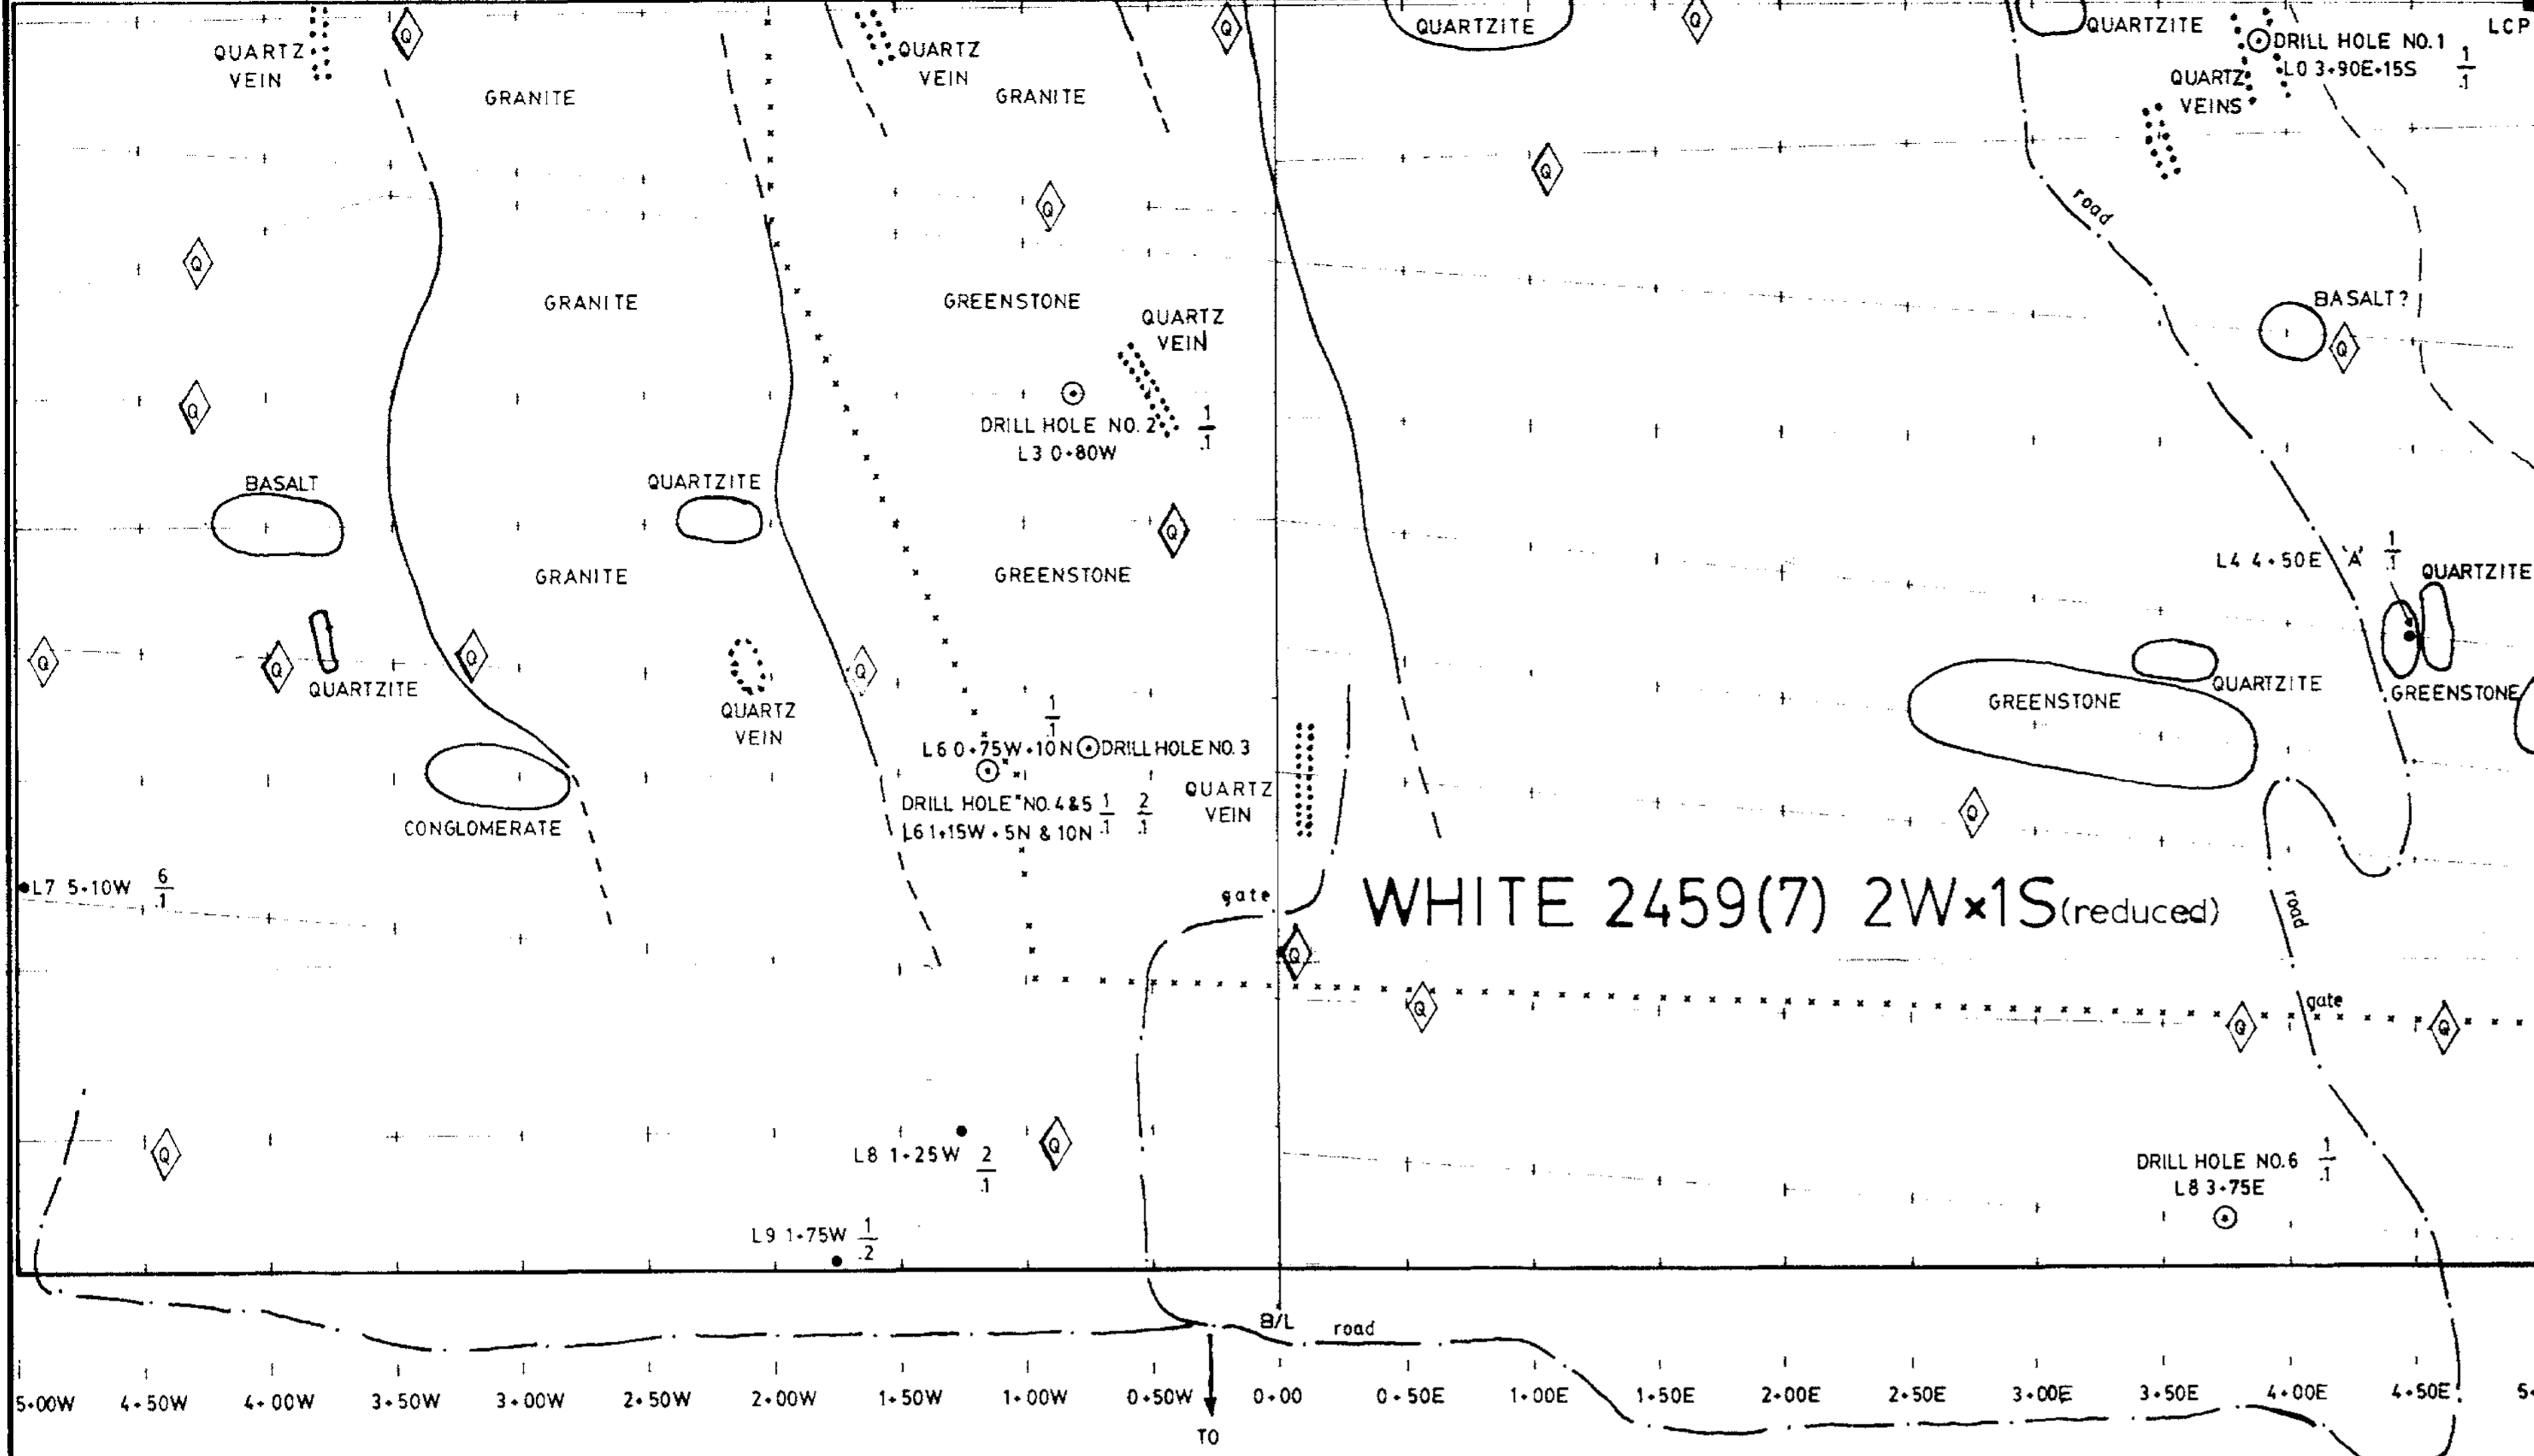 QUARTZ
VEIN
Q
GRANITE
QUARTZ
VEIN
GRANITE
Q
QUARTZITE
Q
QUARTZITE
DRILL HOLE NO.1
L0 3+90E+15S
1
.1
LCP
QUARTZ
VEINS
Q
Q
road
Q
GRANITE
GREENSTONE
QUARTZ
VEIN
BASALT?
Q
Q
DRILL HOLE NO. 2
L3 0+80W
1
.1
BASALT
QUARTZITE
Q
GRANITE
GREENSTONE
L4 4+50E
'A'
1
.1
QUARTZITE
Q
Q
QUARTZITE
Q
QUARTZ
VEIN
Q
GREENSTONE
QUARTZITE
GREENSTONE
1
.1
L6 0+75W+10N
DRILL HOLE NO. 3
DRILL HOLE NO. 4&5
1
.1
2
.1
L6 1+15W + 5N & 10N
QUARTZ
VEIN
Q
CONGLOMERATE
L7 5+10W
6
.1
gate
WHITE 2459(7) 2Wx1S(reduced)
road
Q
Q
gate
Q
Q
Q
L8 1+25W
2
.1
Q
DRILL HOLE NO.6
L8 3+75E
1
.1
L9 1+75W
1
.2
B/L
road
5+00W 4+50W 4+00W 3+50W 3+00W 2+50W 2+00W 1+50W 1+00W 0+50W 0+00 0+50E 1+00E 1+50E 2+00E 2+50E 3+00E 3+50E 4+00E 4+50E 5+
TO